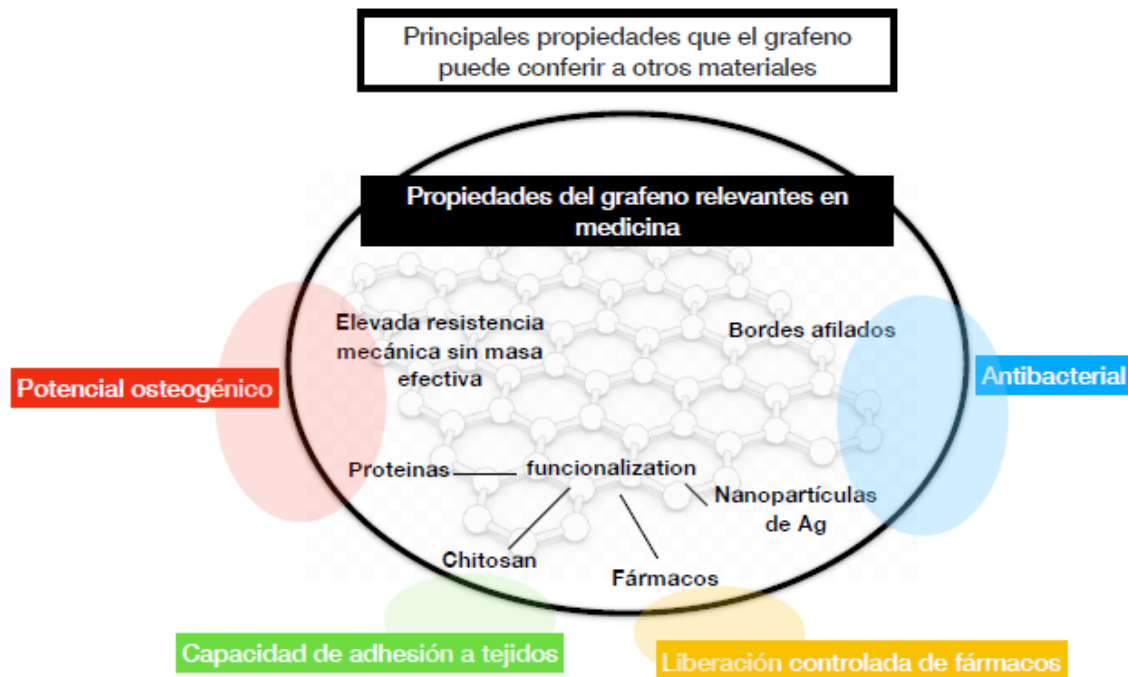 Principales propiedades que el grafeno
puede conferir a otros materiales
Propiedades del grafeno relevantes en
medicina
Elevada resistencia
mecánica sin masa
efectiva
Bordes afilados
Potencial osteogénico
Antibacterial
Proteinas
funcionalization
Nanopartículas
de Ag
Chitosan
Fármacos
Capacidad de adhesión a tejidos
Liberación controlada de fármacos